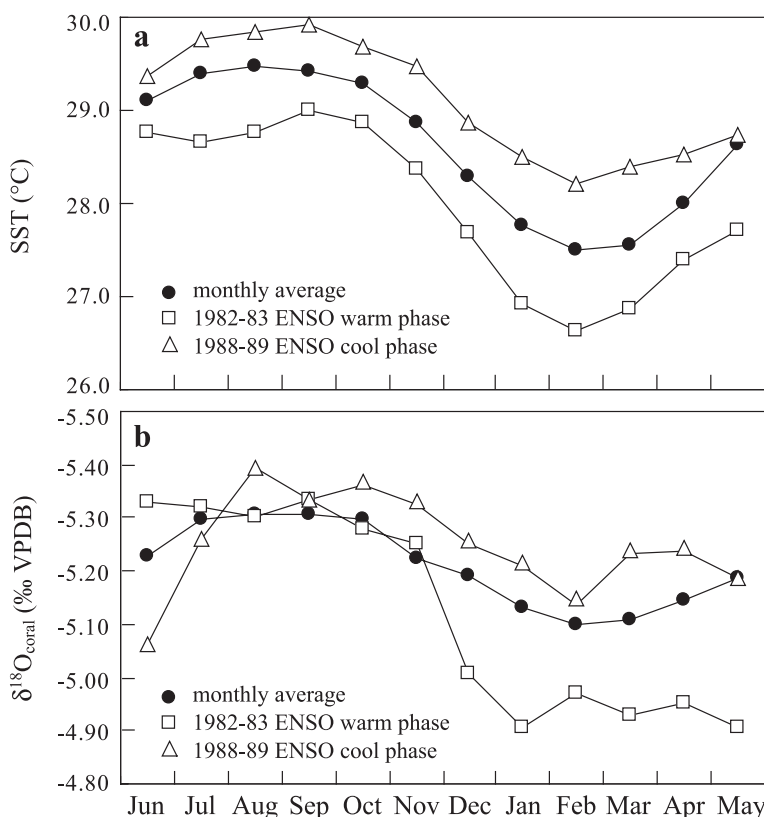 a
30.0
29.0
28.0
27.0
26.0
SST (°C)
monthly average
1982-83 ENSO warm phase
1988-89 ENSO cool phase
b
-5.50
-5.40
-5.30
-5.20
-5.10
-5.00
-4.90
-4.80
δ¹⁸Ocoral (‰ VPDB)
monthly average
1982-83 ENSO warm phase
1988-89 ENSO cool phase
Jun Jul Aug Sep Oct Nov Dec Jan Feb Mar Apr May